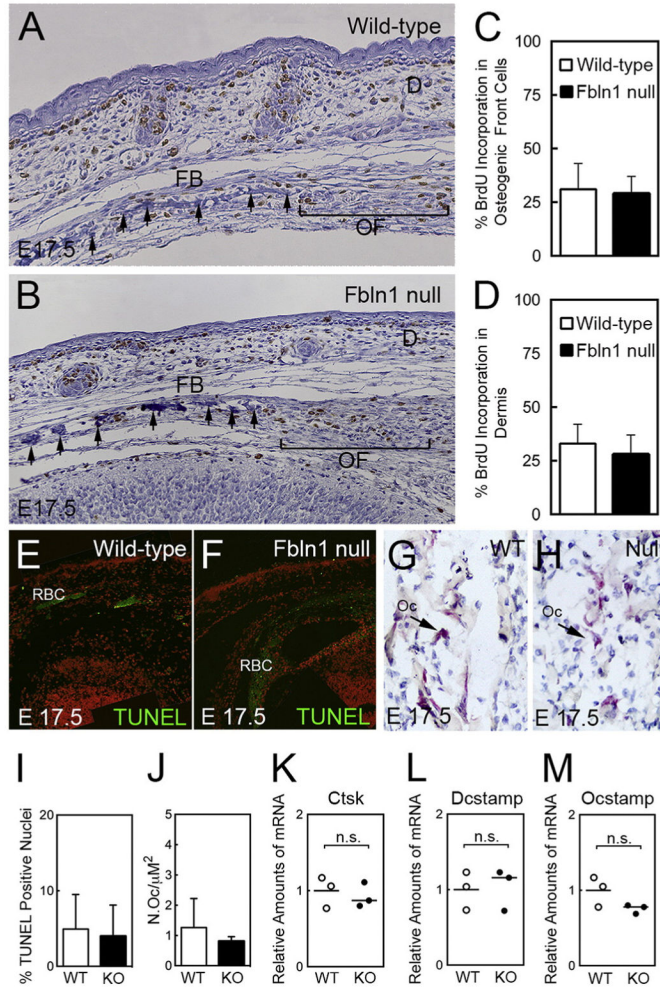 A
Wild-type
D
FB
OF
E17.5
B
Fbln1 null
D
FB
OF
E17.5
C
% BrdU Incorporation in
Osteogenic Front Cells
100
75
50
25
0
Wild-type
Fbln1 null
D
% BrdU Incorporation in
Dermis
100
75
50
25
0
Wild-type
Fbln1 null
E
Wild-type
RBC
E 17.5
TUNEL
F
Fbln1 null
RBC
E 17.5
TUNEL
G
WT
Oc
E 17.5
H
Null
Oc
E 17.5
I
% TUNEL Positive Nuclei
20
10
0
WT KO
J
N.Oc/μM²
5
4
3
2
1
0
WT KO
K
Ctsk
Relative Amounts of mRNA
2
1
0
n.s.
WT KO
L
Dcstamp
Relative Amounts of mRNA
2
1
0
n.s.
WT KO
M
Ocstamp
Relative Amounts of mRNA
2
1
0
n.s.
WT KO